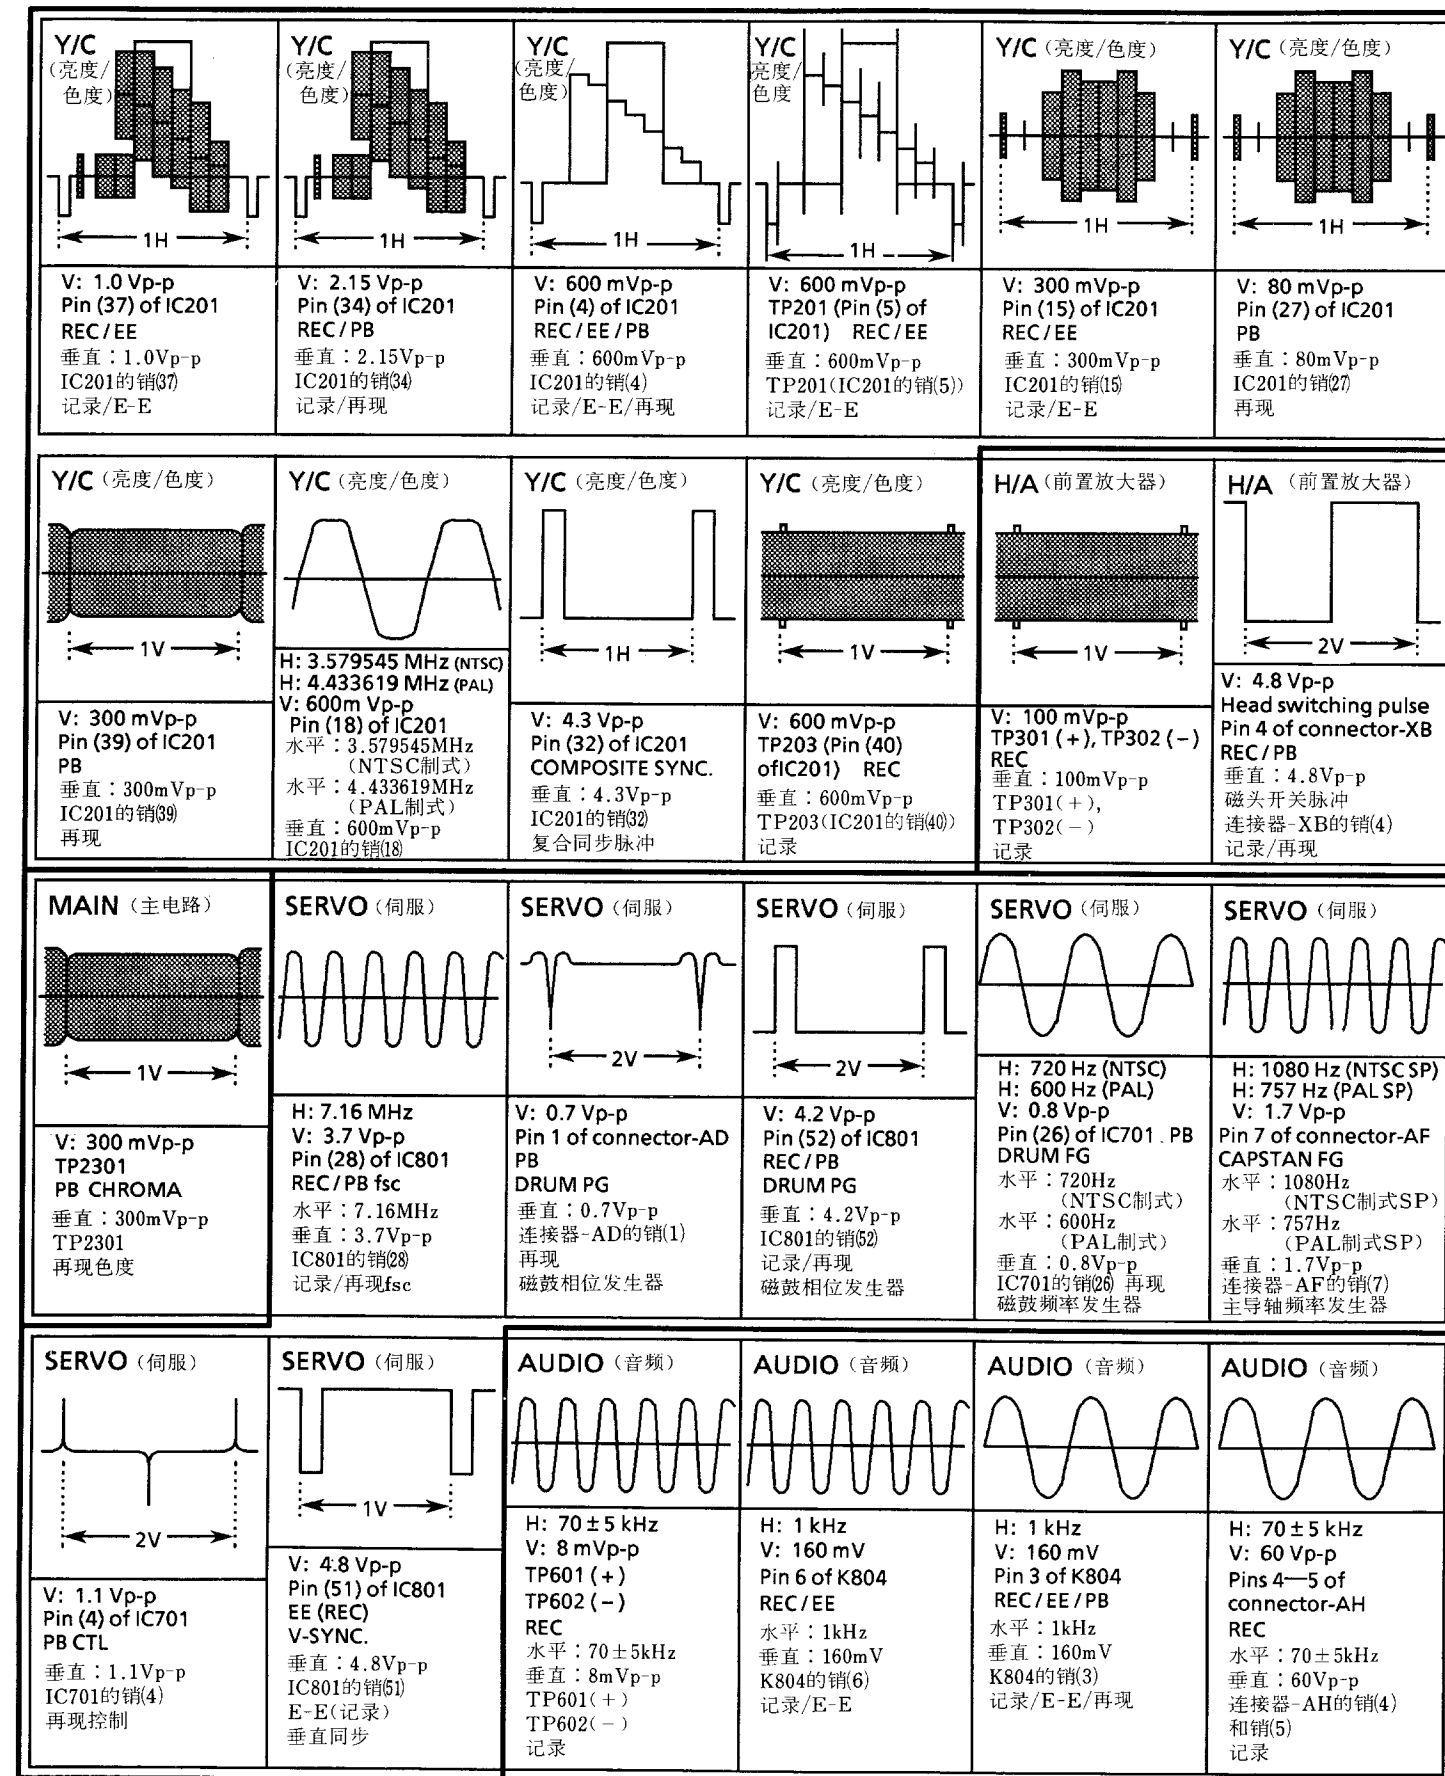 Y/C
(亮度/
色度)
1H
V: 1.0 Vp-p
Pin (37) of IC201
REC/EE
垂直：1.0Vp-p
IC201的销(37)
记录/E-E
Y/C
(亮度/
色度)
1H
V: 2.15 Vp-p
Pin (34) of IC201
REC/PB
垂直：2.15Vp-p
IC201的销(34)
记录/再现
Y/C
(亮度/
色度)
1H
V: 600 mVp-p
Pin (4) of IC201
REC/EE/PB
垂直：600mVp-p
IC201的销(4)
记录/E-E/再现
Y/C
亮度/
色度
1H
V: 600 mVp-p
TP201 (Pin (5) of
IC201) REC/EE
垂直：600mVp-p
TP201(IC201的销(5))
记录/E-E
Y/C (亮度/色度)
1H
V: 300 mVp-p
Pin (15) of IC201
REC/EE
垂直：300mVp-p
IC201的销(15)
记录/E-E
Y/C (亮度/色度)
1H
V: 80 mVp-p
Pin (27) of IC201
PB
垂直：80mVp-p
IC201的销(27)
再现
Y/C (亮度/色度)
1V
V: 300 mVp-p
Pin (39) of IC201
PB
垂直：300mVp-p
IC201的销(39)
再现
Y/C (亮度/色度)
H: 3.579545 MHz (NTSC)
H: 4.433619 MHz (PAL)
V: 600m Vp-p
Pin (18) of IC201
水平：3.579545MHz
(NTSC制式)
水平：4.433619MHz
(PAL制式)
垂直：600mVp-p
IC201的销(18)
Y/C (亮度/色度)
1H
V: 4.3 Vp-p
Pin (32) of IC201
COMPOSITE SYNC.
垂直：4.3Vp-p
IC201的销(32)
复合同步脉冲
Y/C (亮度/色度)
1V
V: 600 mVp-p
TP203 (Pin (40)
ofIC201) REC
垂直：600mVp-p
TP203(IC201的销(40))
记录
H/A (前置放大器)
1V
V: 100 mVp-p
TP301 (+), TP302 (−)
REC
垂直：100mVp-p
TP301(+),
TP302(−)
记录
H/A (前置放大器)
2V
V: 4.8 Vp-p
Head switching pulse
Pin 4 of connector-XB
REC/PB
垂直：4.8Vp-p
磁头开关脉冲
连接器-XB的销(4)
记录/再现
MAIN (主电路)
1V
V: 300 mVp-p
TP2301
PB CHROMA
垂直：300mVp-p
TP2301
再现色度
SERVO (伺服)
H: 7.16 MHz
V: 3.7 Vp-p
Pin (28) of IC801
REC/PB fsc
水平：7.16MHz
垂直：3.7Vp-p
IC801的销(28)
记录/再现fsc
SERVO (伺服)
2V
V: 0.7 Vp-p
Pin 1 of connector-AD
PB
DRUM PG
垂直：0.7Vp-p
连接器-AD的销(1)
再现
磁鼓相位发生器
SERVO (伺服)
2V
V: 4.2 Vp-p
Pin (52) of IC801
REC/PB
DRUM PG
垂直：4.2Vp-p
IC801的销(52)
记录/再现
磁鼓相位发生器
SERVO (伺服)
H: 720 Hz (NTSC)
H: 600 Hz (PAL)
V: 0.8 Vp-p
Pin (26) of IC701 . PB
DRUM FG
水平：720Hz
(NTSC制式)
水平：600Hz
(PAL制式)
垂直：0.8Vp-p
IC701的销(26) 再现
磁鼓频率发生器
SERVO (伺服)
H: 1080 Hz (NTSC SP)
H: 757 Hz (PAL SP)
V: 1.7 Vp-p
Pin 7 of connector-AF
CAPSTAN FG
水平：1080Hz
(NTSC制式SP)
水平：757Hz
(PAL制式SP)
垂直：1.7Vp-p
连接器-AF的销(7)
主导轴频率发生器
SERVO (伺服)
2V
V: 1.1 Vp-p
Pin (4) of IC701
PB CTL
垂直：1.1Vp-p
IC701的销(4)
再现控制
SERVO (伺服)
1V
V: 4.8 Vp-p
Pin (51) of IC801
EE (REC)
V-SYNC.
垂直：4.8Vp-p
IC801的销(51)
E-E(记录)
垂直同步
AUDIO (音频)
H: 70 ± 5 kHz
V: 8 mVp-p
TP601 (+)
TP602 (−)
REC
水平：70±5kHz
垂直：8mVp-p
TP601(+)
TP602(−)
记录
AUDIO (音频)
H: 1 kHz
V: 160 mV
Pin 6 of K804
REC/EE
水平：1kHz
垂直：160mV
K804的销(6)
记录/E-E
AUDIO (音频)
H: 1 kHz
V: 160 mV
Pin 3 of K804
REC/EE/PB
水平：1kHz
垂直：160mV
K804的销(3)
记录/E-E/再现
AUDIO (音频)
H: 70 ± 5 kHz
V: 60 Vp-p
Pins 4—5 of
connector-AH
REC
水平：70±5kHz
垂直：60Vp-p
连接器-AH的销(4)
和销(5)
记录